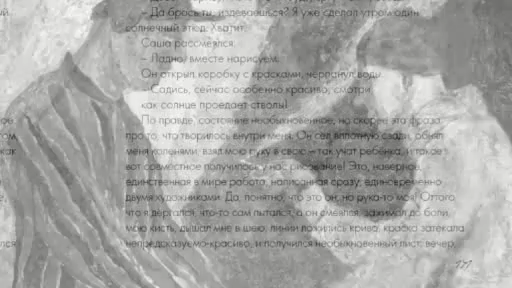 – Да брось ты, издеваешься? Я уже сделал утром один
солнечный этюд. Хватит.
Саша рассмеялся.
– Ладно, вместе нарисуем.
Он открыл коробку с красками, черпанул воды.
– Садись, сейчас особенно красиво, смотри
как солнце проедает стволы!
По правде, состояние необыкновенное, но скорее эта фраза
про то, что творилось внутри меня. Он сел вплотную сзади, обнял
меня коленями, взял мою руку в свою – так учат ребёнка, и такое
вот совместное получилось у нас рисование! Это, наверное,
единственная в мире работа, написанная сразу, единовременно
двумя художниками. Да, понятно, что это он, но рука-то моя! Оттого
что я дёргался, что-то сам пытался, а он смеялся, зажимал до боли
мою кисть, дышал мне в шею, линии ложились криво, краска затекала
непредсказуемо-красиво, и получился необыкновенный лист: вечер,